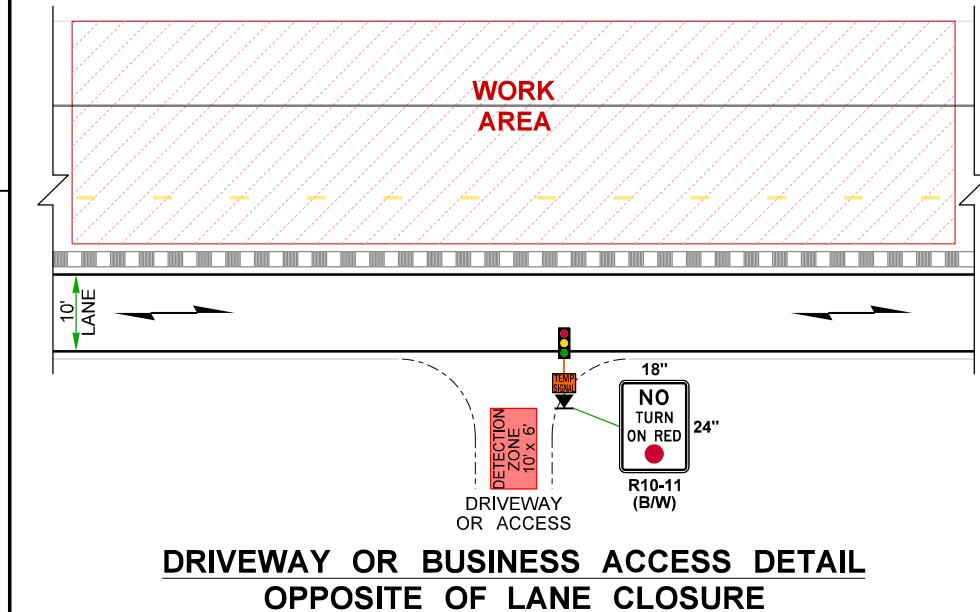 WORK
AREA
10'
LANE
TEMP
SIGNAL
18"
NO
TURN
ON RED
24"
R10-11
(B/W)
DETECTION
ZONE
10' x 6'
DRIVEWAY
OR ACCESS
DRIVEWAY OR BUSINESS ACCESS DETAIL
OPPOSITE OF LANE CLOSURE